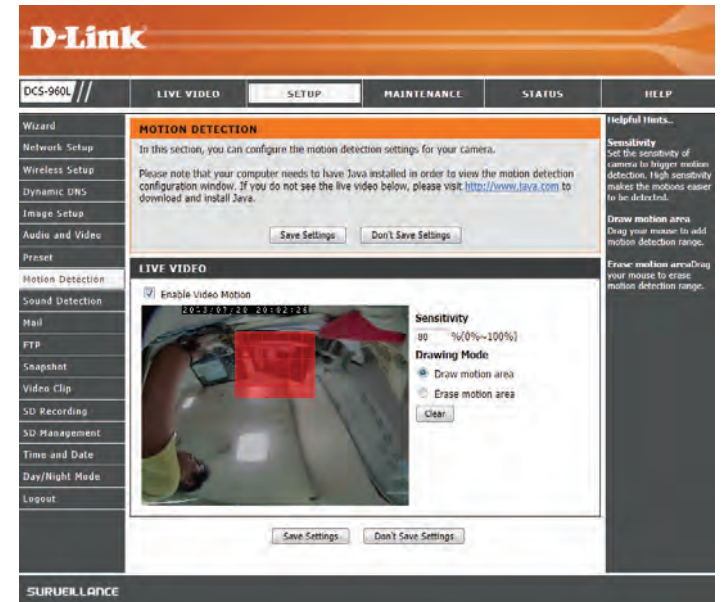 D-Link
DCS-960L //
LIVE VIDEO
SETUP
MAINTENANCE
STATUS
HELP
Wizard
Network Setup
Wireless Setup
Dynamic DNS
Image Setup
Audio and Video
Preset
Motion Detection
Sound Detection
Mail
FTP
Snapshot
Video Clip
SD Recording
SD Management
Time and Date
Day/Night Mode
Logout
MOTION DETECTION
In this section, you can configure the motion detection settings for your camera.
Please note that your computer needs to have Java installed in order to view the motion detection
configuration window. If you do not see the live video below, please visit http://www.java.com to
download and install Java.
Save Settings
Don't Save Settings
LIVE VIDEO
Enable Video Motion
2013/07/20 20:02:26
Sensitivity
80 %(0%~100%)
Drawing Mode
Draw motion area
Erase motion area
Clear
Save Settings
Don't Save Settings
Helpful Hints..
Sensitivity
Set the sensitivity of
camera to trigger motion
detection. High sensitivity
makes the motions easier
to be detected.
Draw motion area
Drag your mouse to add
motion detection range.
Erase motion areaDrag
your mouse to erase
motion detection range.
SURVEILLANCE